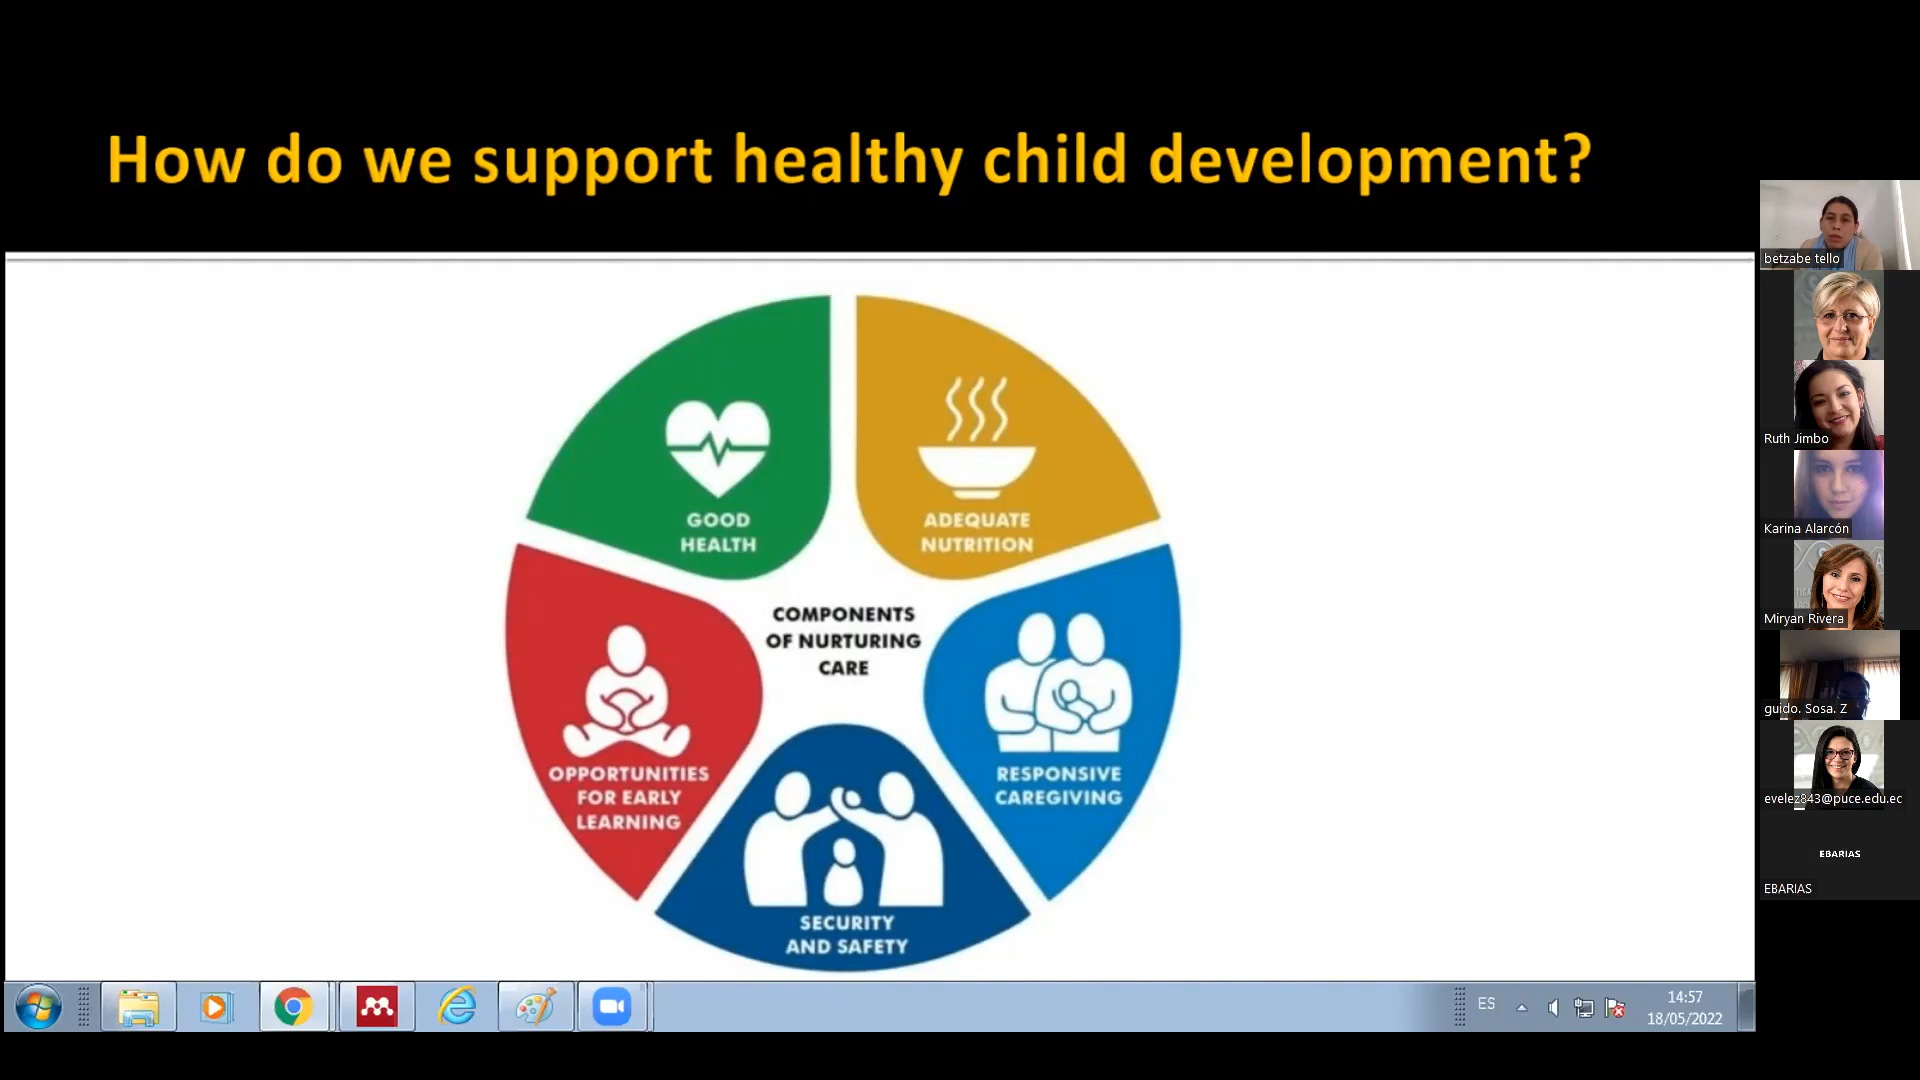 How do we support healthy child development?
GOOD
HEALTH
ADEQUATE
NUTRITION
COMPONENTS
OF NURTURING
CARE
OPPORTUNITIES
FOR EARLY
LEARNING
RESPONSIVE
CAREGIVING
SECURITY
AND SAFETY
betzabe tello
Ruth Jimbo
Karina Alarcón
Miryan Rivera
guido. Sosa. Z
evelez843@puce.edu.ec
EBARIAS
EBARIAS
ES
14:57
18/05/2022